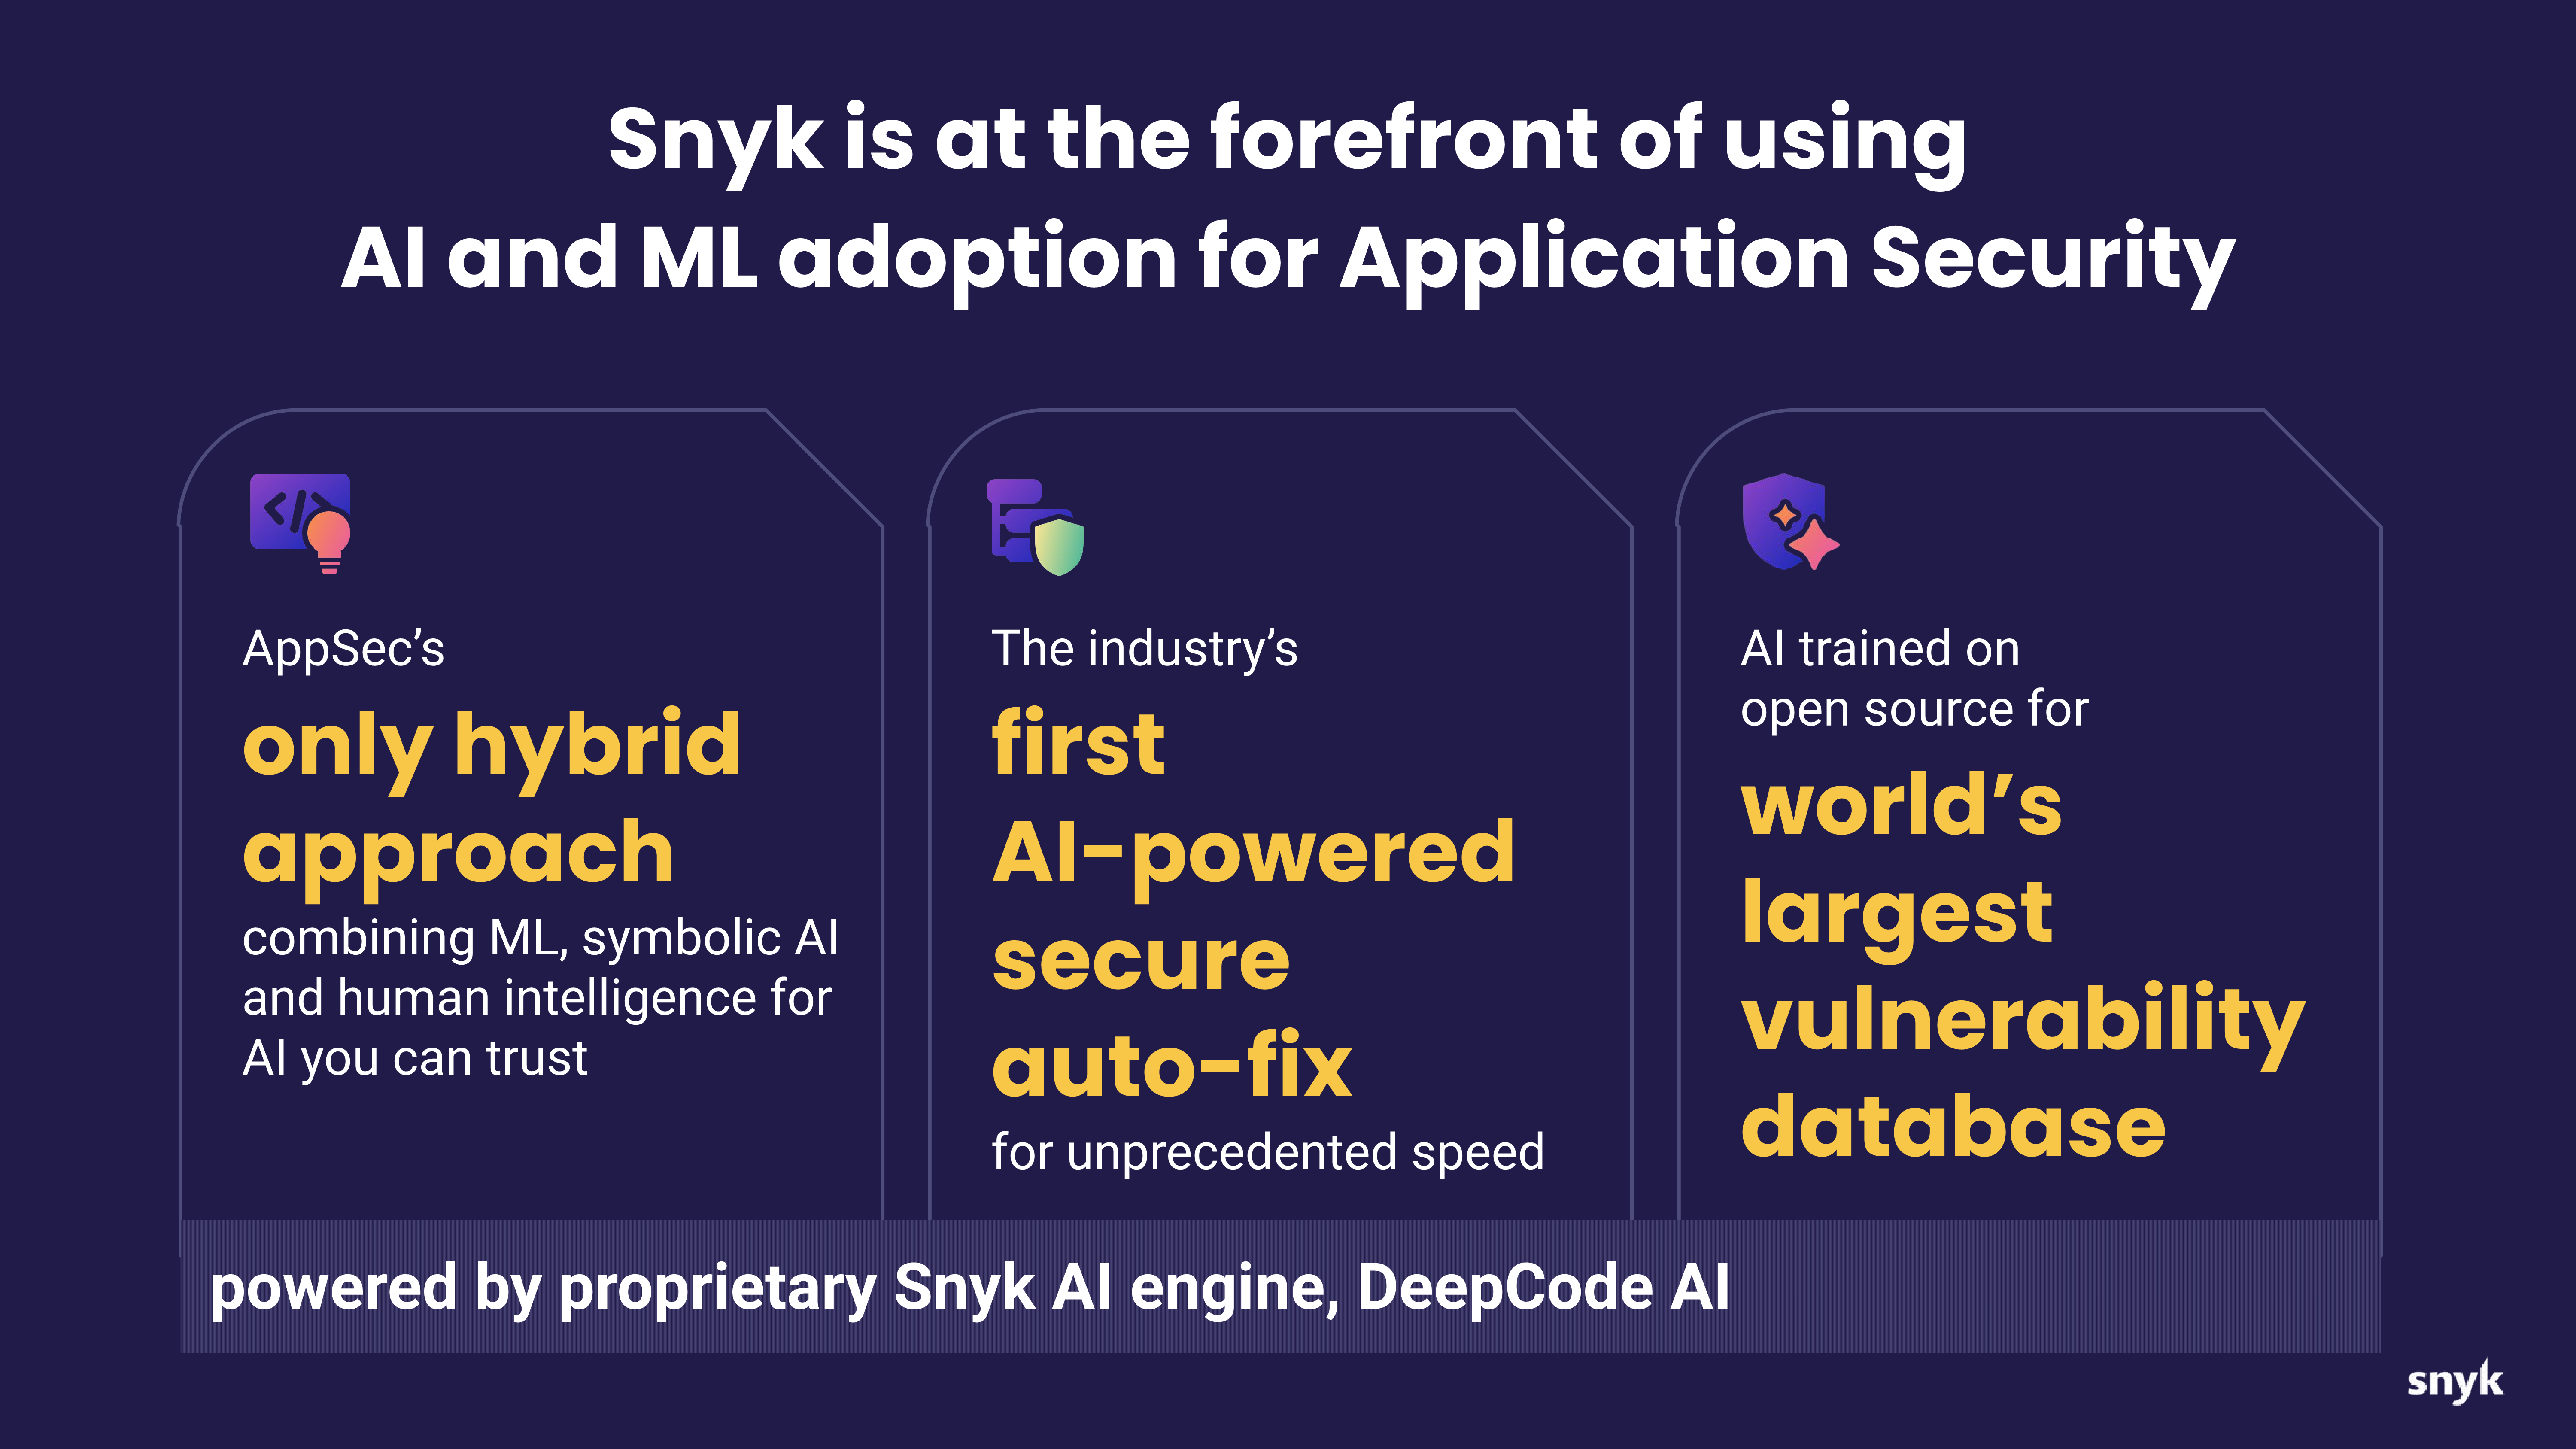 Snyk is at the forefront of using
AI and ML adoption for Application Security
</>
AppSec’s
only hybrid
approach
combining ML, symbolic AI
and human intelligence for
AI you can trust
The industry’s
first
AI-powered
secure
auto-fix
for unprecedented speed
AI trained on
open source for
world’s
largest
vulnerability
database
powered by proprietary Snyk AI engine, DeepCode AI
snyk